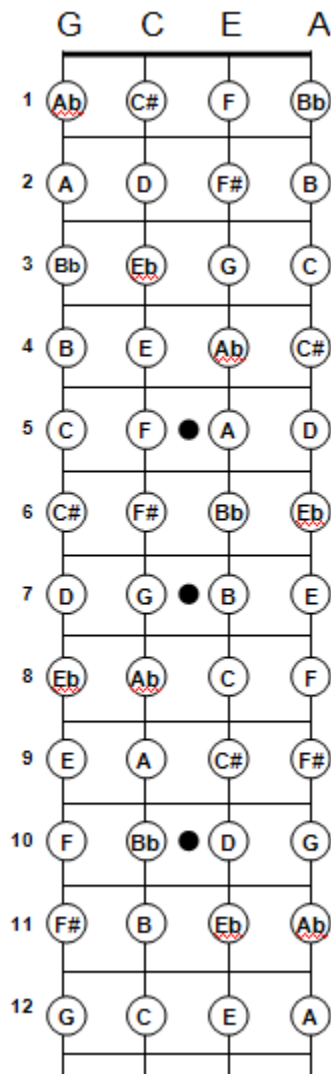 G C E A
1 Ab C# F Bb
2 A D F# B
3 Bb Eb G C
4 B E Ab C#
5 C F A D
6 C# F# Bb Eb
7 D G B E
8 Eb Ab C F
9 E A C# F#
10 F Bb D G
11 F# B Eb Ab
12 G C E A